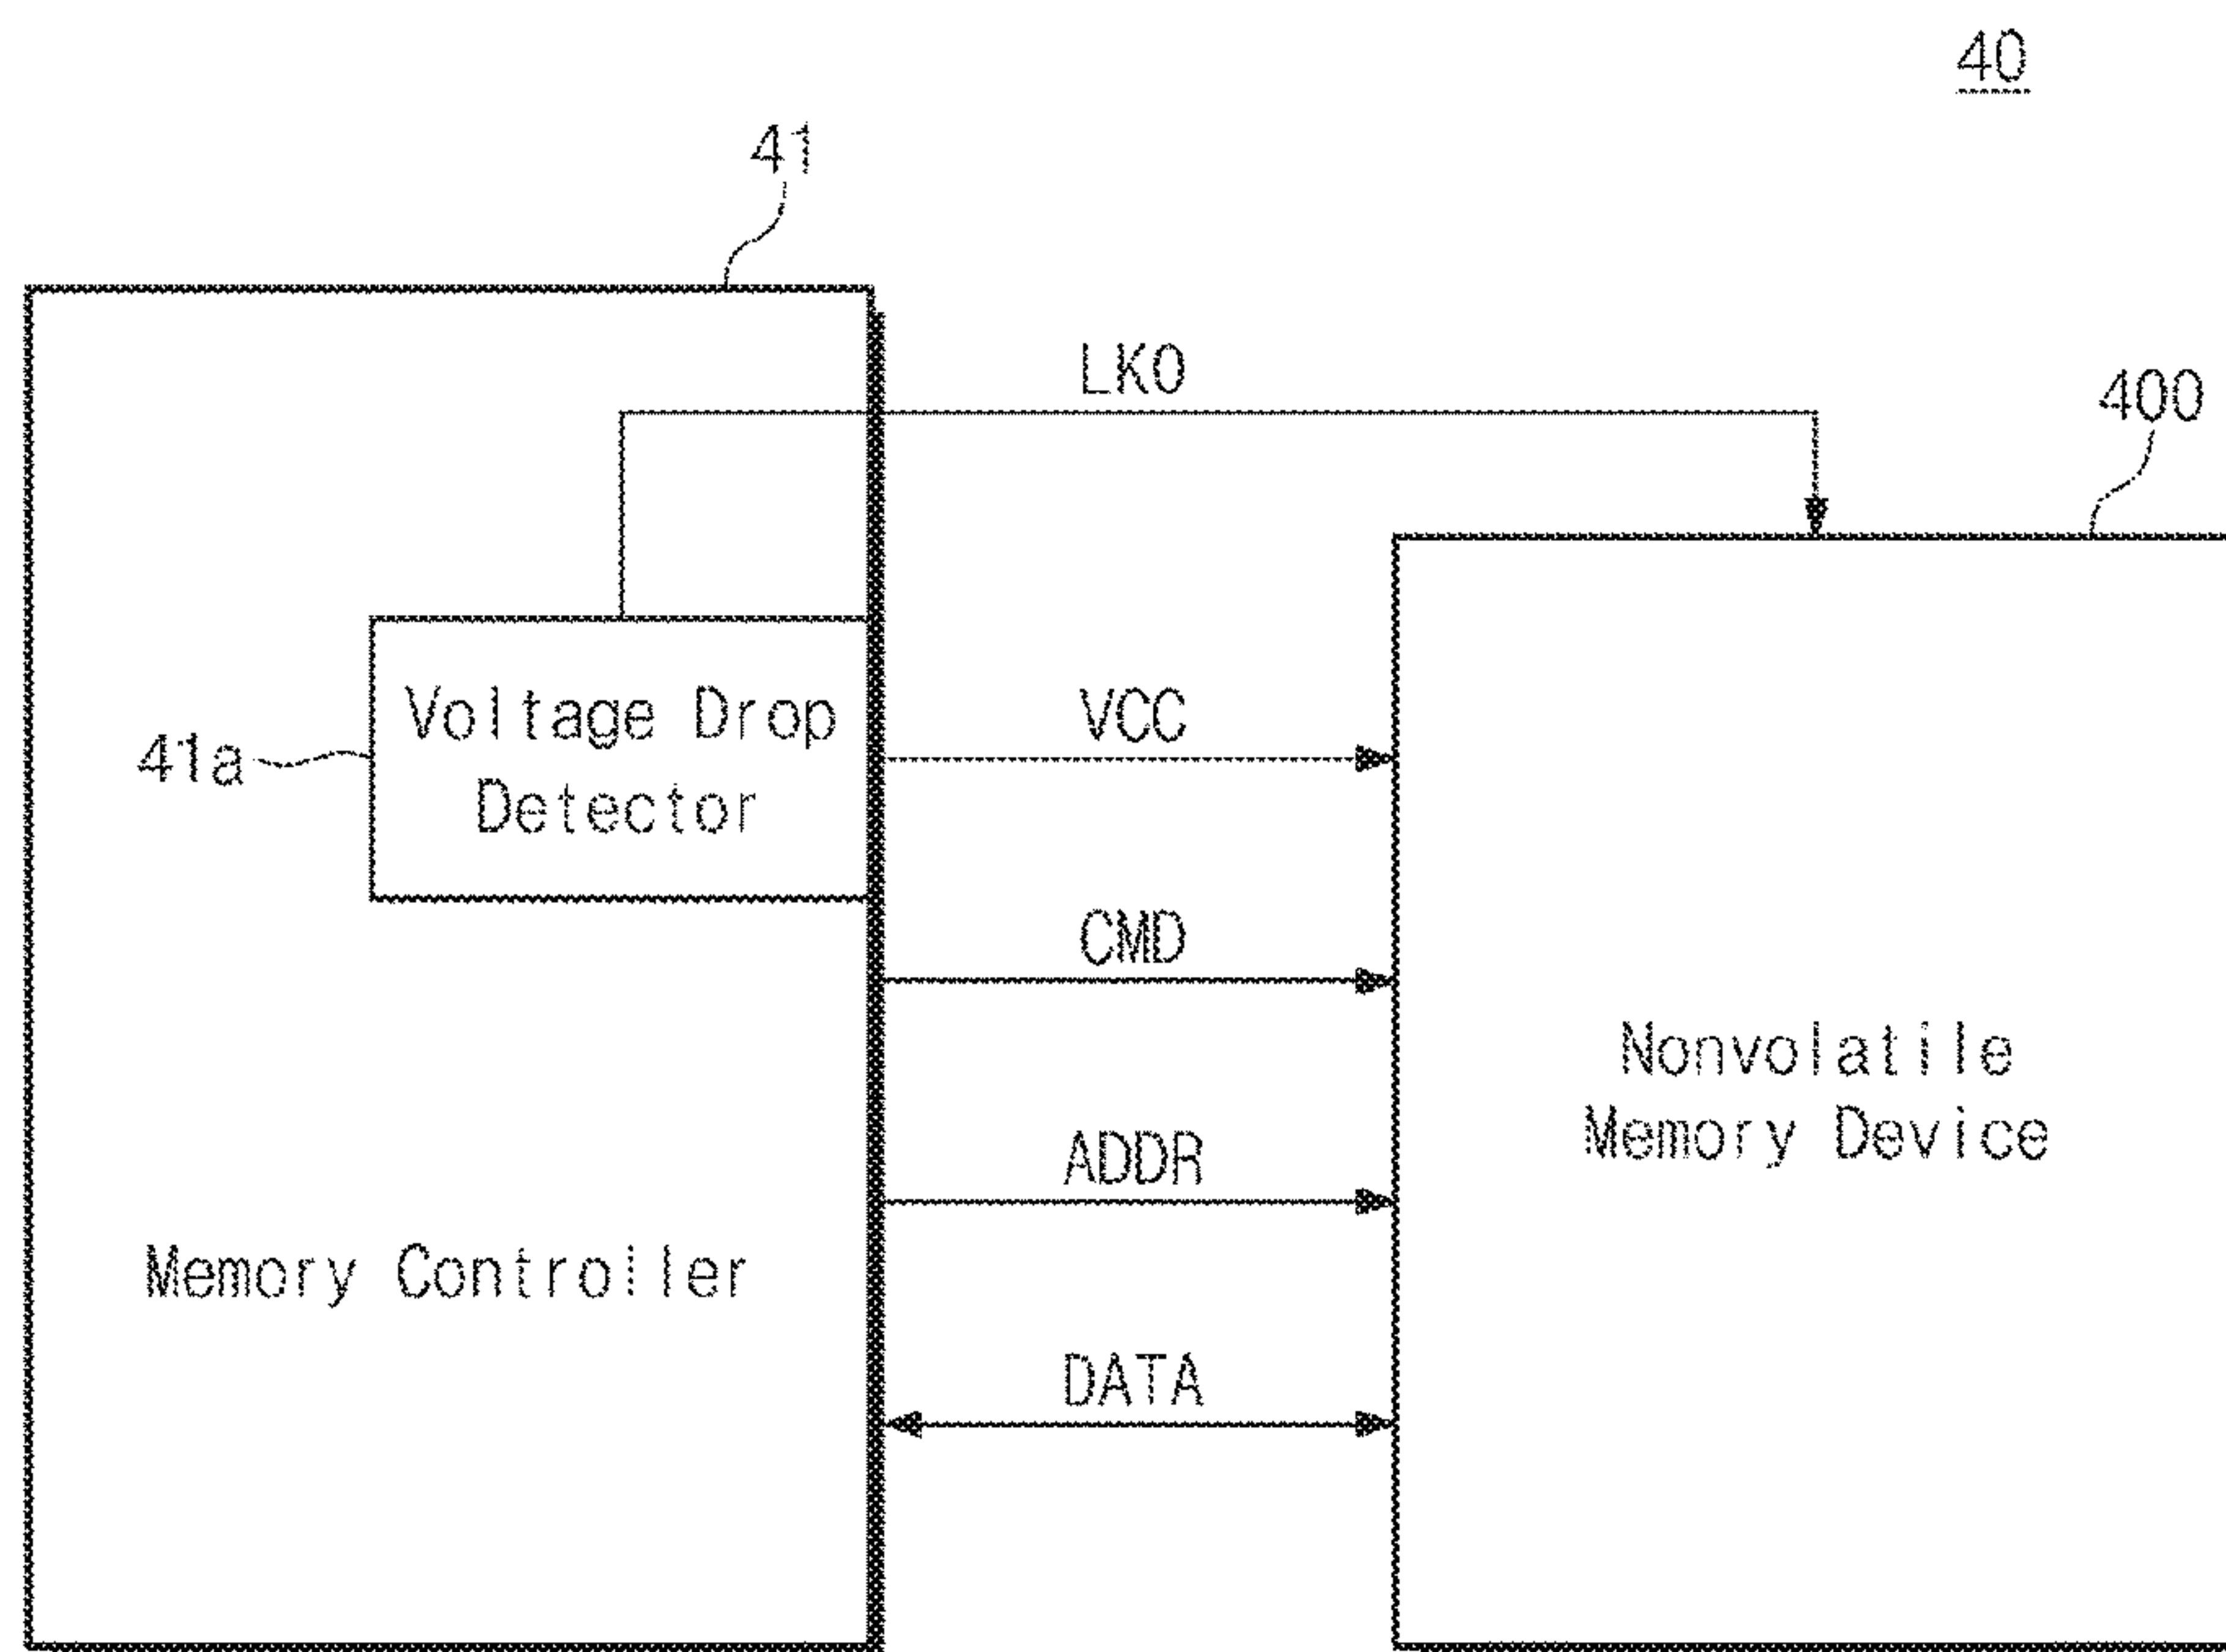 40
41
LKO
400
Voltage Drop
Detector
41a
VCC
CMD
Nonvolatile
Memory Device
ADDR
Memory Controller
DATA